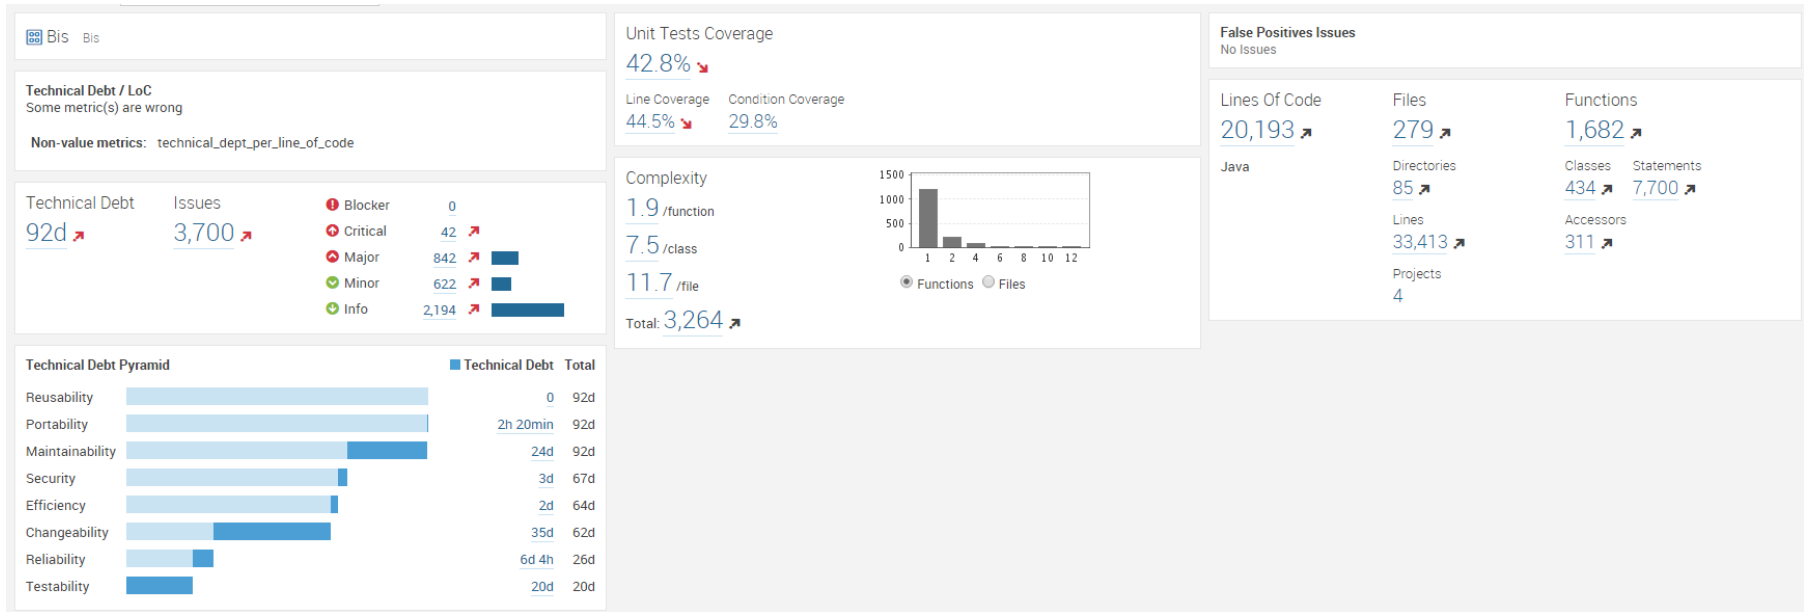 Bis Bis
Technical Debt / LoC
Some metric(s) are wrong
Non-value metrics: technical_dept_per_line_of_code
Technical Debt Issues
92d 3,700
Blocker 0
Critical 42
Major 842
Minor 622
Info 2,194
Technical Debt Pyramid Technical Debt Total
Reusability 0 92d
Portability 2h 20min 92d
Maintainability 24d 92d
Security 3d 67d
Efficiency 2d 64d
Changeability 35d 62d
Reliability 6d 4h 26d
Testability 20d 20d
Unit Tests Coverage
42.8%
Line Coverage Condition Coverage
44.5% 29.8%
Complexity
1.9 /function
7.5 /class
11.7 /file
Total: 3,264
1500
1000
500
0
1 2 4 6 8 10 12
Functions Files
False Positives Issues
No Issues
Lines Of Code Files Functions
20,193 279 1,682
Java
Directories Classes Statements
85 434 7,700
Lines Accessors
33,413 311
Projects
4